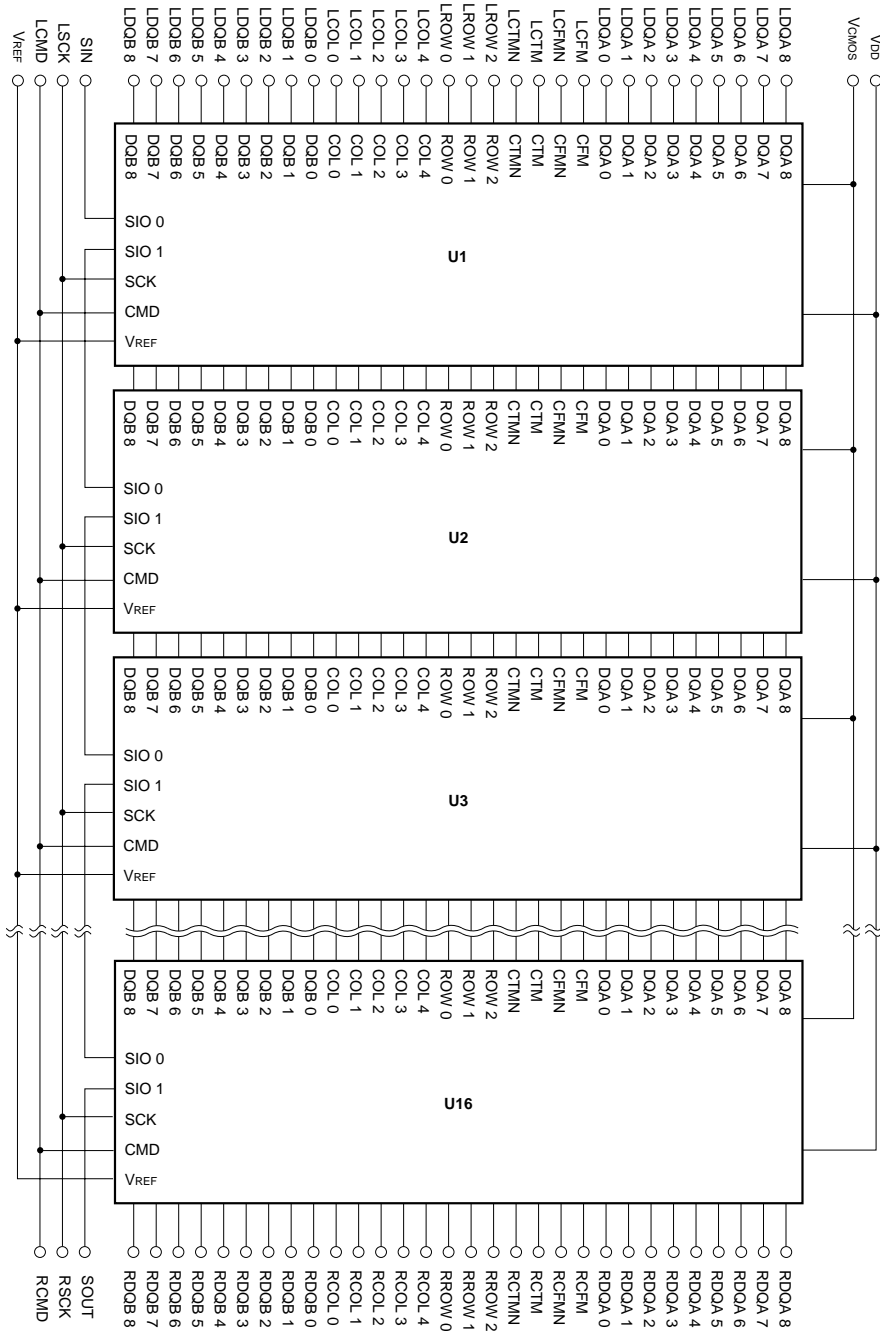 VREF
LCMD
LSCK
SIN
LDQB 8
LDQB 7
LDQB 6
LDQB 5
LDQB 4
LDQB 3
LDQB 2
LDQB 1
LDQB 0
LCOL 0
LCOL 1
LCOL 2
LCOL 3
LCOL 4
LROW 0
LROW 1
LROW 2
LCTMN
LCTM
LCFMN
LCFM
LDQA 0
LDQA 1
LDQA 2
LDQA 3
LDQA 4
LDQA 5
LDQA 6
LDQA 7
LDQA 8
VCMOS
VDD
DQB 8
DQB 7
DQB 6
DQB 5
DQB 4
DQB 3
DQB 2
DQB 1
DQB 0
COL 0
COL 1
COL 2
COL 3
COL 4
ROW 0
ROW 1
ROW 2
CTMN
CTM
CFMN
CFM
DQA 0
DQA 1
DQA 2
DQA 3
DQA 4
DQA 5
DQA 6
DQA 7
DQA 8
SIO 0
SIO 1
SCK
CMD
VREF
U1
DQB 8
DQB 7
DQB 6
DQB 5
DQB 4
DQB 3
DQB 2
DQB 1
DQB 0
COL 0
COL 1
COL 2
COL 3
COL 4
ROW 0
ROW 1
ROW 2
CTMN
CTM
CFMN
CFM
DQA 0
DQA 1
DQA 2
DQA 3
DQA 4
DQA 5
DQA 6
DQA 7
DQA 8
SIO 0
SIO 1
SCK
CMD
VREF
U2
DQB 8
DQB 7
DQB 6
DQB 5
DQB 4
DQB 3
DQB 2
DQB 1
DQB 0
COL 0
COL 1
COL 2
COL 3
COL 4
ROW 0
ROW 1
ROW 2
CTMN
CTM
CFMN
CFM
DQA 0
DQA 1
DQA 2
DQA 3
DQA 4
DQA 5
DQA 6
DQA 7
DQA 8
SIO 0
SIO 1
SCK
CMD
VREF
U3
DQB 8
DQB 7
DQB 6
DQB 5
DQB 4
DQB 3
DQB 2
DQB 1
DQB 0
COL 0
COL 1
COL 2
COL 3
COL 4
ROW 0
ROW 1
ROW 2
CTMN
CTM
CFMN
CFM
DQA 0
DQA 1
DQA 2
DQA 3
DQA 4
DQA 5
DQA 6
DQA 7
DQA 8
SIO 0
SIO 1
SCK
CMD
VREF
U16
RCMD
RSCK
SOUT
RDQB 8
RDQB 7
RDQB 6
RDQB 5
RDQB 4
RDQB 3
RDQB 2
RDQB 1
RDQB 0
RCOL 0
RCOL 1
RCOL 2
RCOL 3
RCOL 4
RROW 0
RROW 1
RROW 2
RCTMN
RCTM
RCFMN
RCFM
RDQA 0
RDQA 1
RDQA 2
RDQA 3
RDQA 4
RDQA 5
RDQA 6
RDQA 7
RDQA 8